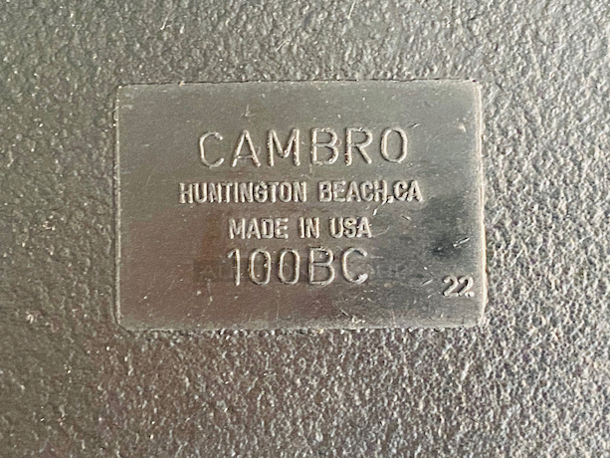 CAMBRO
HUNTINGTON BEACH,CA
MADE IN USA
100BC
22